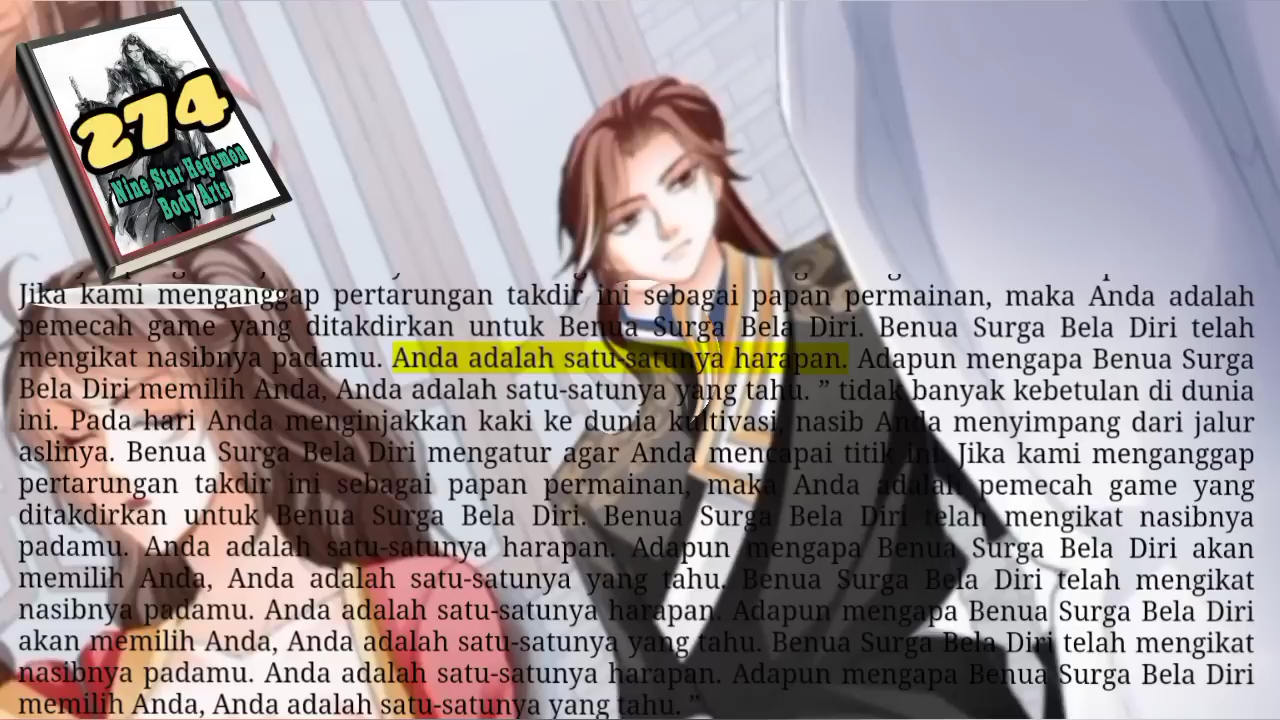 274
Nine Star Hegemon
Body Arts
Jika kami menganggap pertarungan takdir ini sebagai papan permainan, maka Anda adalah
pemecah game yang ditakdirkan untuk Benua Surga Bela Diri. Benua Surga Bela Diri telah
mengikat nasibnya padamu. Anda adalah satu-satunya harapan. Adapun mengapa Benua Surga
Bela Diri memilih Anda, Anda adalah satu-satunya yang tahu. ” tidak banyak kebetulan di dunia
ini. Pada hari Anda menginjakkan kaki ke dunia kultivasi, nasib Anda menyimpang dari jalur
aslinya. Benua Surga Bela Diri mengatur agar Anda mencapai titik ini. Jika kami menganggap
pertarungan takdir ini sebagai papan permainan, maka Anda adalah pemecah game yang
ditakdirkan untuk Benua Surga Bela Diri. Benua Surga Bela Diri telah mengikat nasibnya
padamu. Anda adalah satu-satunya harapan. Adapun mengapa Benua Surga Bela Diri akan
memilih Anda, Anda adalah satu-satunya yang tahu. Benua Surga Bela Diri telah mengikat
nasibnya padamu. Anda adalah satu-satunya harapan. Adapun mengapa Benua Surga Bela Diri
akan memilih Anda, Anda adalah satu-satunya yang tahu. Benua Surga Bela Diri telah mengikat
nasibnya padamu. Anda adalah satu-satunya harapan. Adapun mengapa Benua Surga Bela Diri
memilih Anda, Anda adalah satu-satunya yang tahu. ”